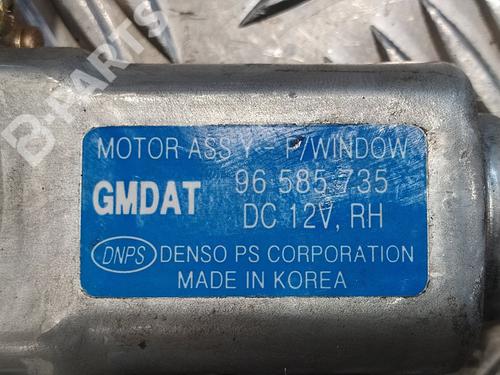 B-PARTS
MOTOR ASS'Y - P/WINDOW
GMDAT 96 585 735
DC 12V, RH
DNPS DENSO PS CORPORATION
MADE IN KOREA